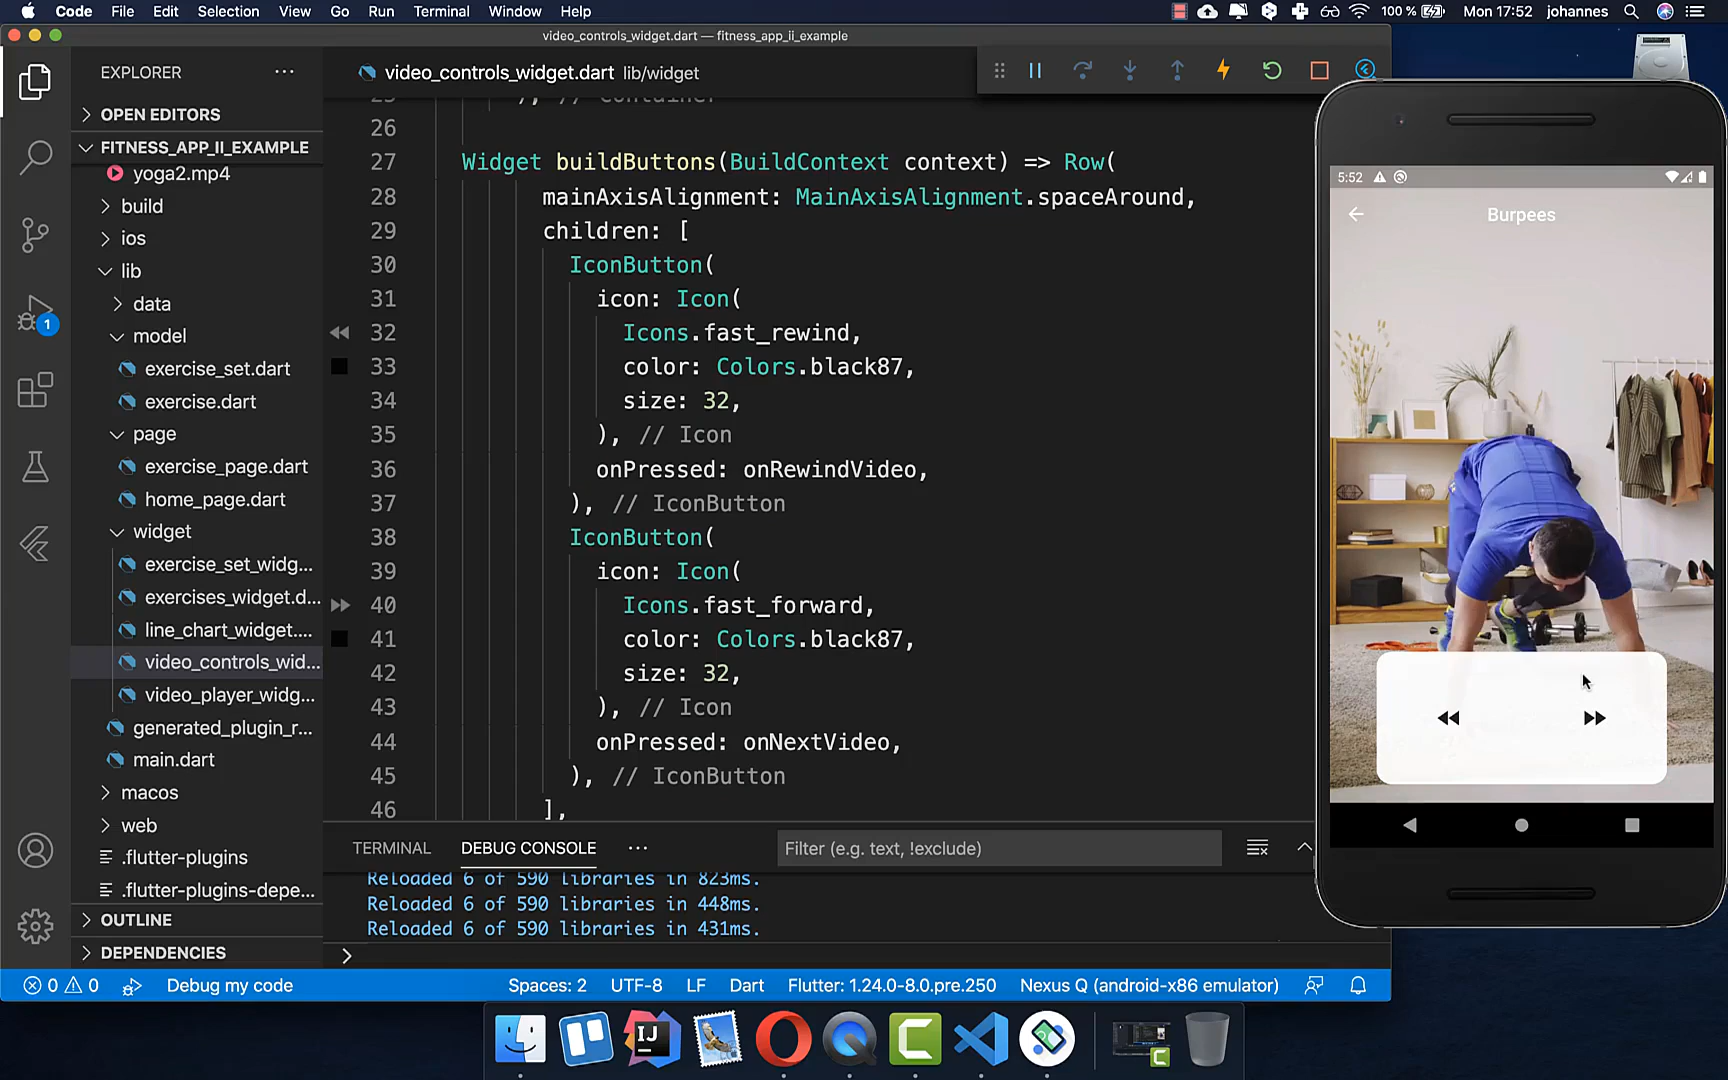 Code File Edit Selection View Go Run Terminal Window Help 100 % Mon 17:52 johannes
video_controls_widget.dart — fitness_app_ii_example
EXPLORER
OPEN EDITORS
FITNESS_APP_II_EXAMPLE
yoga2.mp4
build
ios
lib
data
model
exercise_set.dart
exercise.dart
page
exercise_page.dart
home_page.dart
widget
exercise_set_widg...
exercises_widget.d...
line_chart_widget....
video_controls_wid...
video_player_widg...
generated_plugin_r...
main.dart
macos
web
.flutter-plugins
.flutter-plugins-depe...
OUTLINE
DEPENDENCIES
1
video_controls_widget.dart lib/widget
25 ), // Container
26
27 Widget buildButtons(BuildContext context) => Row(
28 mainAxisAlignment: MainAxisAlignment.spaceAround,
29 children: [
30 IconButton(
31 icon: Icon(
32 Icons.fast_rewind,
33 color: Colors.black87,
34 size: 32,
35 ), // Icon
36 onPressed: onRewindVideo,
37 ), // IconButton
38 IconButton(
39 icon: Icon(
40 Icons.fast_forward,
41 color: Colors.black87,
42 size: 32,
43 ), // Icon
44 onPressed: onNextVideo,
45 ), // IconButton
46 ],
TERMINAL DEBUG CONSOLE Filter (e.g. text, !exclude)
Reloaded 6 of 590 libraries in 823ms.
Reloaded 6 of 590 libraries in 448ms.
Reloaded 6 of 590 libraries in 431ms.
0 0 Debug my code Spaces: 2 UTF-8 LF Dart Flutter: 1.24.0-8.0.pre.250 Nexus Q (android-x86 emulator)
5:52
Burpees
IJ